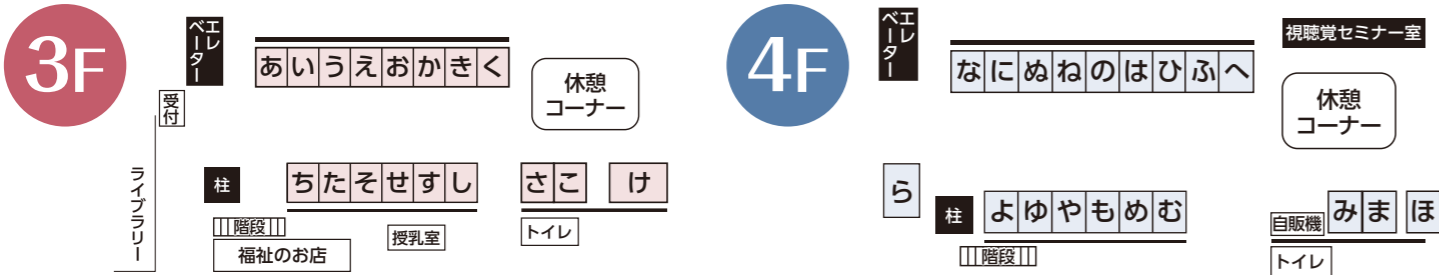 3F
エレベーター
あいうえおかきく
休憩
コーナー
受付
ライブラリー
柱
ちたそせすし
さこ
け
階段
福祉のお店
授乳室
トイレ
4F
エレベーター
なにぬねのはひふへ
視聴覚セミナー室
休憩
コーナー
ら
柱
よゆやもめむ
自販機
みま
ほ
階段
トイレ